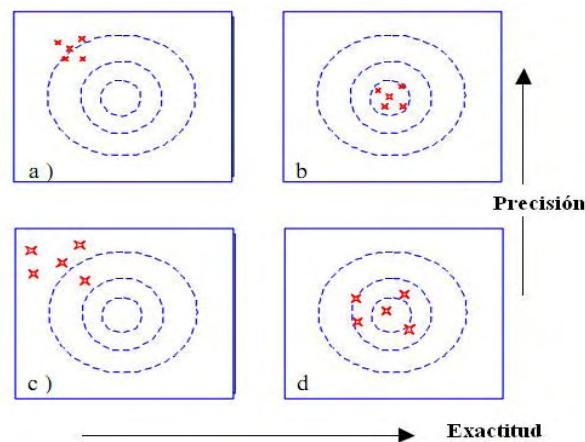 a )
b
Precisión
c )
d
Exactitud